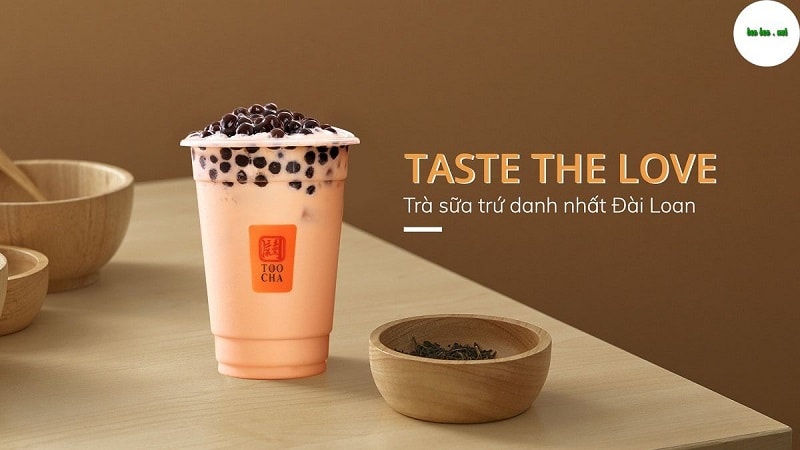 TASTE THE LOVE
Trà sữa trứ danh nhất Đài Loan
TOO
CHA